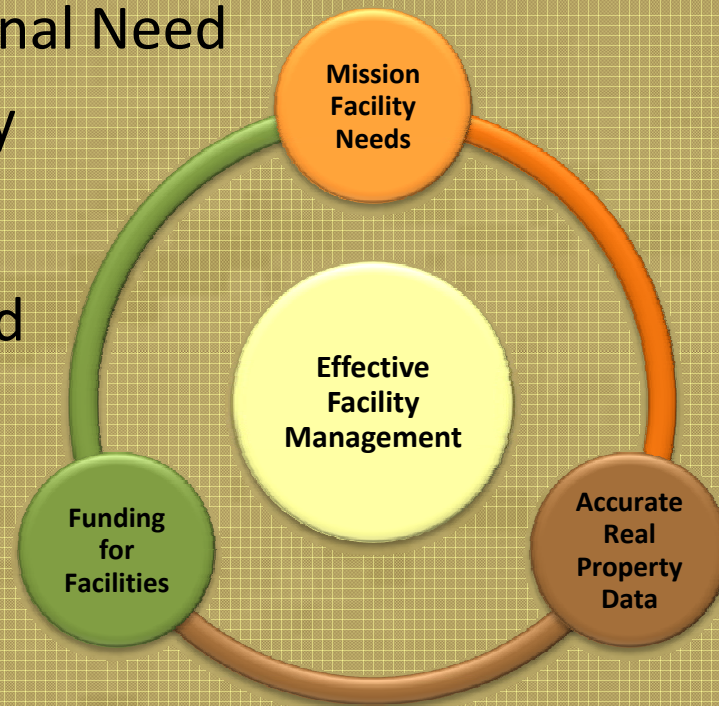 nal Need
y
d
Mission
Facility
Needs
Effective
Facility
Management
Funding
for
Facilities
Accurate
Real
Property
Data